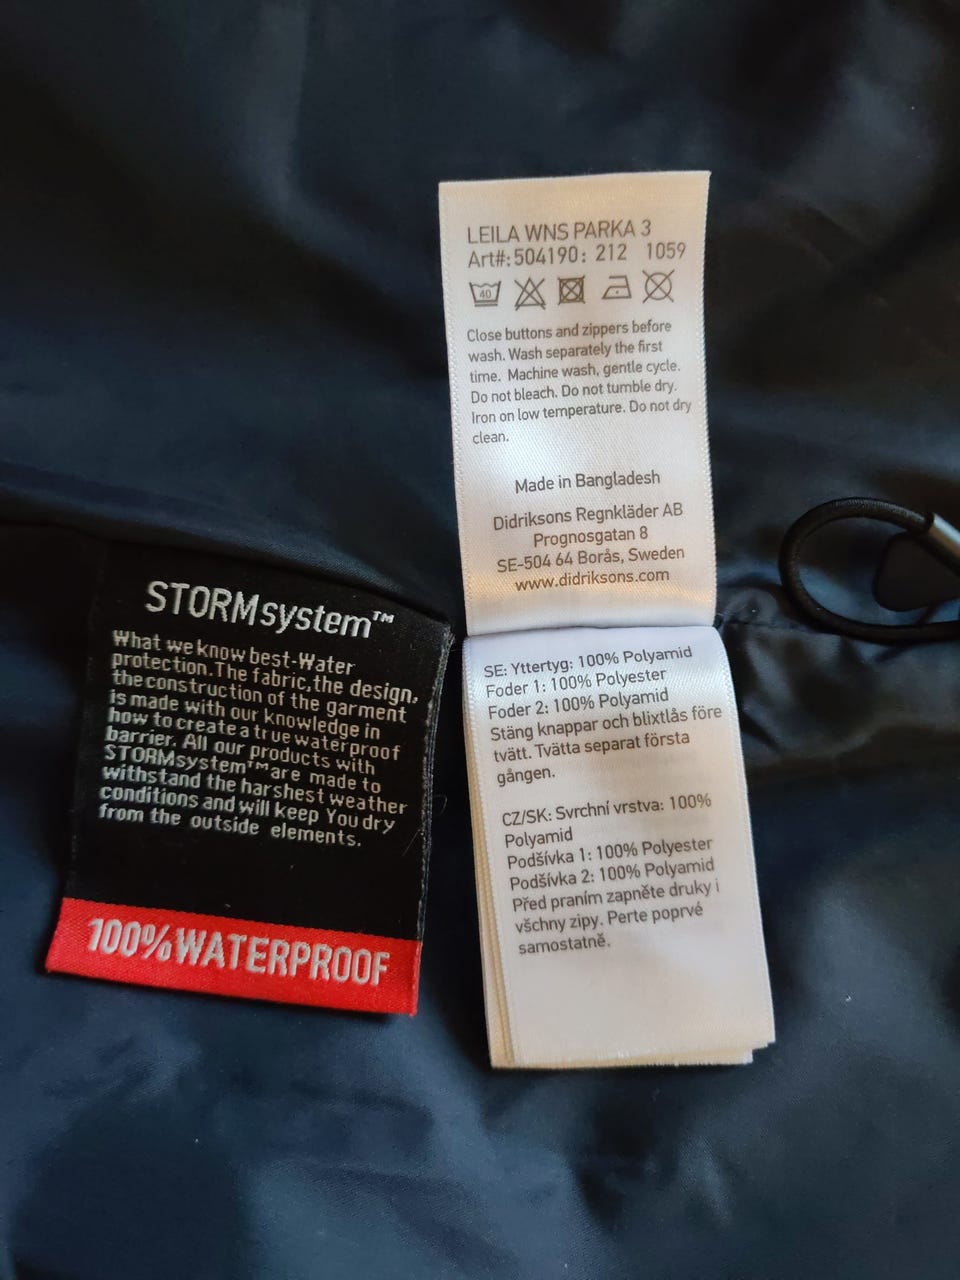 LEILA WNS PARKA 3
Art#: 504190: 212 1059
40
Close buttons and zippers before
wash. Wash separately the first
time. Machine wash, gentle cycle.
Do not bleach. Do not tumble dry.
Iron on low temperature. Do not dry
clean.
Made in Bangladesh
Didriksons Regnkläder AB
Prognosgatan 8
SE-504 64 Borås, Sweden
www.didriksons.com
STORMsystem™
What we know best-Water
protection. The fabric, the design,
the construction of the garment
is made with our knowledge in
how to create a true waterproof
barrier. All our products with
STORMsystem™ are made to
withstand the harshest weather
conditions and will keep You dry
from the outside elements.
100% WATERPROOF
SE: Yttertyg: 100% Polyamid
Foder 1: 100% Polyester
Foder 2: 100% Polyamid
Stäng knappar och blixtlås före
tvätt. Tvätta separat första
gången.
CZ/SK: Svrchní vrstva: 100%
Polyamid
Podšívka 1: 100% Polyester
Podšívka 2: 100% Polyamid
Před praním zapněte druky i
všchny zipy. Perte poprvé
samostatně.